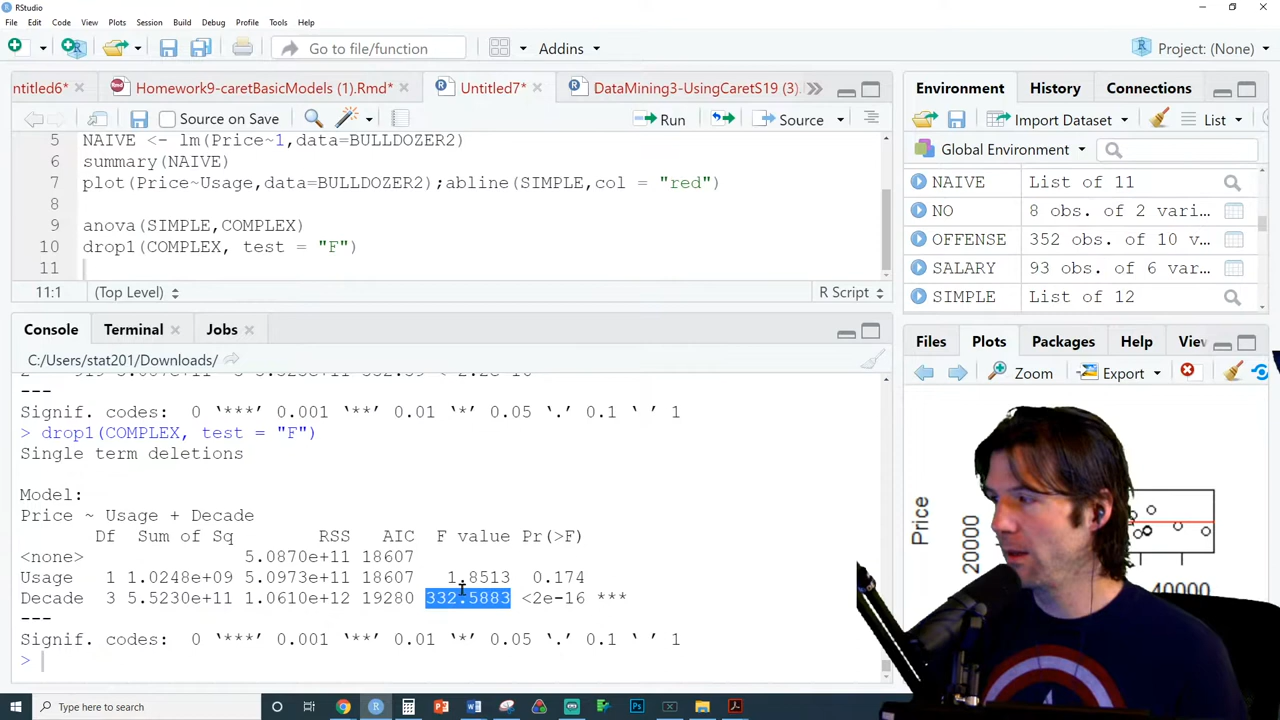 RStudio
File Edit Code View Plots Session Build Debug Profile Tools Help
Go to file/function
Addins
Project: (None)
ntitled6*
Homework9-caretBasicModels (1).Rmd*
Untitled7*
DataMining3-UsingCaretS19 (3).
Source on Save
Run
Source
5 NAIVE <- lm(Price~1,data=BULLDOZER2)
6 summary(NAIVE)
7 plot(Price~Usage,data=BULLDOZER2);abline(SIMPLE,col = "red")
8
9 anova(SIMPLE,COMPLEX)
10 drop1(COMPLEX, test = "F")
11
11:1 (Top Level) R Script
Console Terminal Jobs
C:/Users/stat201/Downloads/
---
Signif. codes: 0 ‘***’ 0.001 ‘**’ 0.01 ‘*’ 0.05 ‘.’ 0.1 ‘ ’ 1
> drop1(COMPLEX, test = "F")
Single term deletions
Model:
Price ~ Usage + Decade
Df Sum of Sq RSS AIC F value Pr(>F)
<none> 5.0870e+11 18607
Usage 1 1.0248e+09 5.0973e+11 18607 1.8513 0.174
Decade 3 5.5230e+11 1.0610e+12 19280 332.5883 <2e-16 ***
---
Signif. codes: 0 ‘***’ 0.001 ‘**’ 0.01 ‘*’ 0.05 ‘.’ 0.1 ‘ ’ 1
>
Environment History Connections
Import Dataset List
Global Environment
NAIVE List of 11
NO 8 obs. of 2 vari...
OFFENSE 352 obs. of 10 v...
SALARY 93 obs. of 6 var...
SIMPLE List of 12
Files Plots Packages Help Vie
Zoom Export
Price
20000
40000
Type here to search